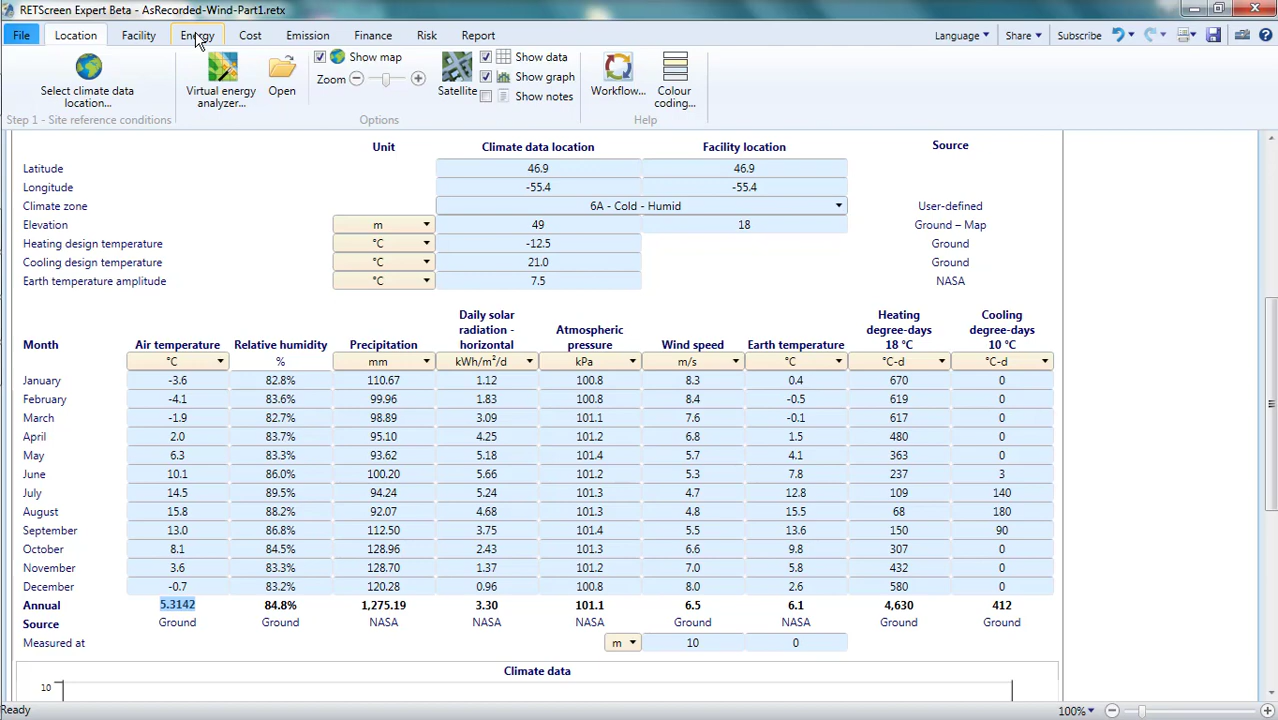 RETScreen Expert Beta - AsRecorded-Wind-Part1.retx
File Location Facility Energy Cost Emission Finance Risk Report Language Share Subscribe
Select climate data location...
Step 1 - Site reference conditions
Virtual energy analyzer...
Open
Show map
Zoom
Satellite
Show data
Show graph
Show notes
Options
Workflow...
Colour coding...
Help
Unit Climate data location Facility location Source
Latitude 46.9 46.9
Longitude -55.4 -55.4
Climate zone 6A - Cold - Humid User-defined
Elevation m 49 18 Ground – Map
Heating design temperature °C -12.5 Ground
Cooling design temperature °C 21.0 Ground
Earth temperature amplitude °C 7.5 NASA
Month Air temperature Relative humidity Precipitation Daily solar radiation - horizontal Atmospheric pressure Wind speed Earth temperature Heating degree-days 18 °C Cooling degree-days 10 °C
°C % mm kWh/m²/d kPa m/s °C °C-d °C-d
January -3.6 82.8% 110.67 1.12 100.8 8.3 0.4 670 0
February -4.1 83.6% 99.96 1.83 100.8 8.4 -0.5 619 0
March -1.9 82.7% 98.89 3.09 101.1 7.6 -0.1 617 0
April 2.0 83.7% 95.10 4.25 101.2 6.8 1.5 480 0
May 6.3 83.3% 93.62 5.18 101.4 5.7 4.1 363 0
June 10.1 86.0% 100.20 5.66 101.2 5.3 7.8 237 3
July 14.5 89.5% 94.24 5.24 101.3 4.7 12.8 109 140
August 15.8 88.2% 92.07 4.68 101.3 4.8 15.5 68 180
September 13.0 86.8% 112.50 3.75 101.4 5.5 13.6 150 90
October 8.1 84.5% 128.96 2.43 101.3 6.6 9.8 307 0
November 3.6 83.3% 128.70 1.37 101.2 7.0 5.8 432 0
December -0.7 83.2% 120.28 0.96 100.8 8.0 2.6 580 0
Annual 5.3142 84.8% 1,275.19 3.30 101.1 6.5 6.1 4,630 412
Source Ground Ground NASA NASA NASA Ground NASA Ground Ground
Measured at m 10 0
Climate data
10
Ready 100%